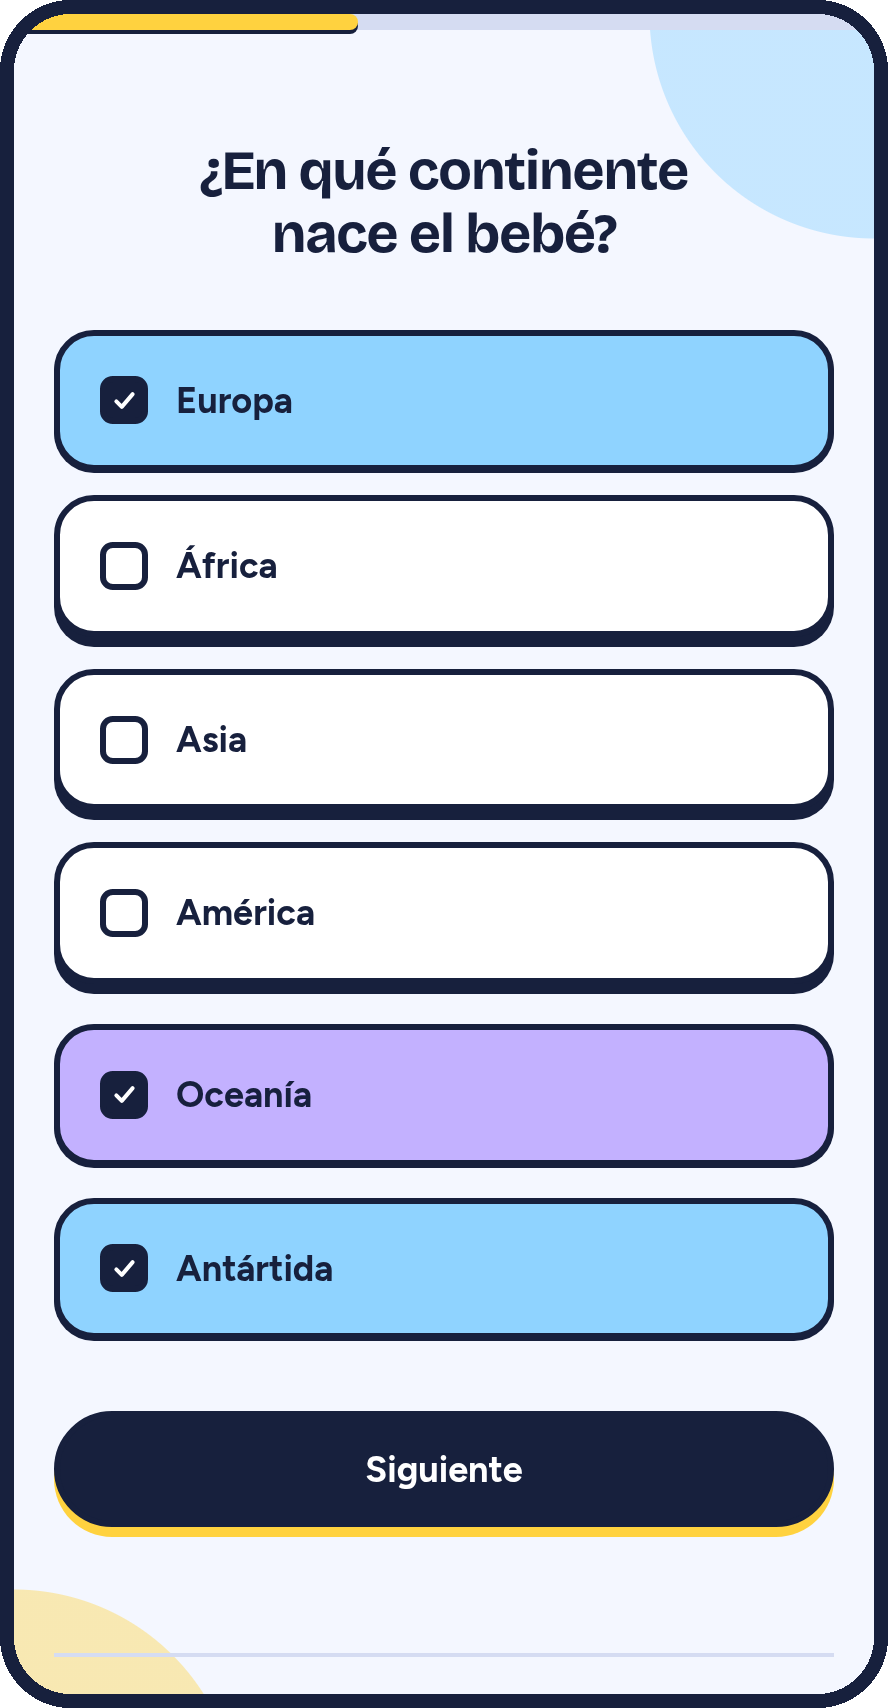 ¿En qué continente
nace el bebé?
Europa
África
Asia
América
Oceanía
Antártida
Siguiente